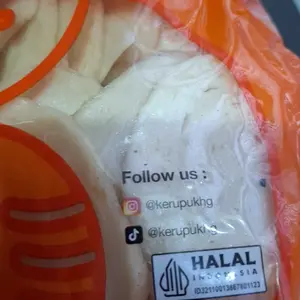 Follow us :
@kerupukhg
@kerupukhg
HALAL
INDONESIA